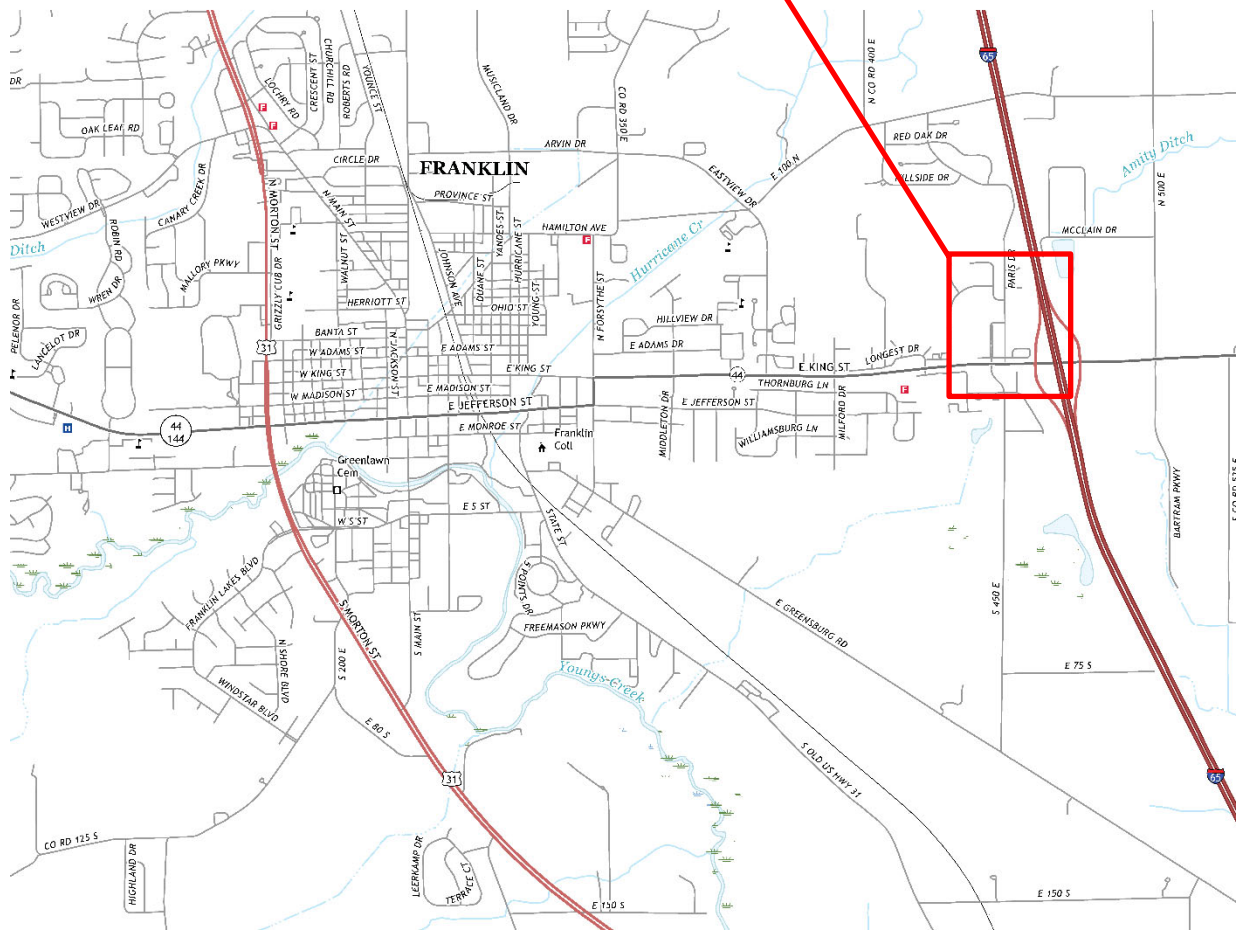 65
N CO RD 400 E
DR
LOCHRY RD
CRESCENT ST
CHURCHILL RD
ROBERTS RD
YOUNCE ST
MUSICLAND DR
CO RD 350 E
F
F
OAK LEAF RD
RED OAK DR
ARVIN DR
CIRCLE DR
FRANKLIN
EASTVIEW DR
E 100 N
Amity Ditch
HILLSIDE DR
PROVINCE ST
N 500 E
WESTVIEW DR
CANARY CREEK DR
N MORTON ST
N MAIN ST
YANDES ST
HURRICANE ST
HAMILTON AVE
F
MCCLAIN DR
Ditch
ROBIN RD
WALNUT ST
JOHNSON AVE
DUANE ST
Hurricane Cr
PARIS DR
MALLORY PKWY
WREN DR
GRIZZLY CUB DR
HERRIOTT ST
OHIO ST
YOUNG ST
N FORSYTHE ST
PELENOR DR
LANCELOT DR
BANTA ST
N JACKSON ST
HILLVIEW DR
31
W ADAMS ST
E ADAMS ST
E ADAMS DR
LONGEST DR
W KING ST
E KING ST
E KING ST
44
THORNBURG LN
F
W MADISON ST
E MADISON ST
E JEFFERSON ST
E JEFFERSON ST
MIDDLETON DR
MILFORD DR
H
44
144
E MONROE ST
Franklin
Coll
WILLIAMSBURG LN
Greenlawn
Cem
BARTRAM PKWY
E CO RD 525 E
E S ST
W S ST
STATE ST
FRANKLIN LAKES BLVD
S POINTS DR
S 450 E
E GREENSBURG RD
FREEMASON PKWY
S MORTON ST
S MAIN ST
N SHORE BLVD
S 200 E
Youngs Creek
E 75 S
WINDSTAR BLVD
E 80 S
S OLD US HWY 31
31
65
CO RD 125 S
HIGHLAND DR
LEERKAMP DR
TERRACE CT
E 150 S
E 150 S